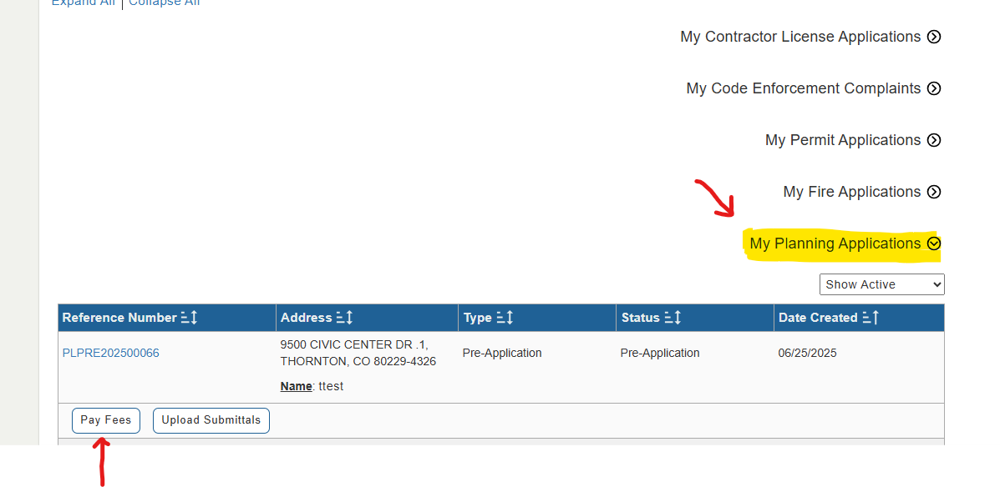 Expand All | Collapse All
My Contractor License Applications
My Code Enforcement Complaints
My Permit Applications
My Fire Applications
My Planning Applications
Show Active
Reference Number Address Type Status Date Created
PLPRE202500066 9500 CIVIC CENTER DR .1, Pre-Application Pre-Application 06/25/2025
THORNTON, CO 80229-4326
Name: ttest
Pay Fees Upload Submittals